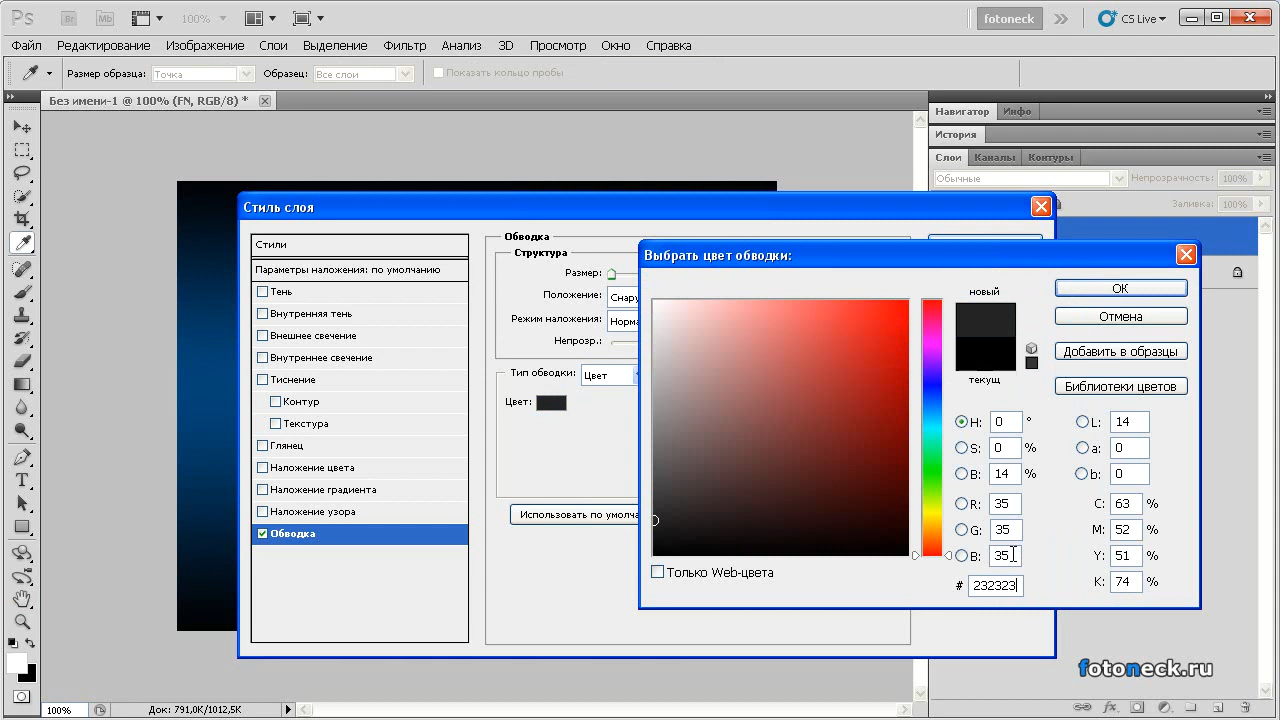 Ps Br Mb 100% fotoneck CS Live
Файл Редактирование Изображение Слои Выделение Фильтр Анализ 3D Просмотр Окно Справка
Размер образца: Точка Образец: Все слои Показать кольцо пробы
Без имени-1 @ 100% (FN, RGB/8) *
Навигатор Инфо
История
Слои Каналы Контуры
Обычные Непрозрачность: 100%
Заливка: 100%
Стиль слоя
Стили
Параметры наложения: по умолчанию
Тень
Внутренняя тень
Внешнее свечение
Внутреннее свечение
Тиснение
Контур
Текстура
Глянец
Наложение цвета
Наложение градиента
Наложение узора
Обводка
Обводка
Структура
Размер:
Положение: Снару
Режим наложения: Норма
Непрозр.:
Тип обводки: Цвет
Цвет:
Использовать по умолча
Выбрать цвет обводки:
новый
текущ
OK
Отмена
Добавить в образцы
Библиотеки цветов
H: 0 ° L: 14
S: 0 % a: 0
B: 14 % b: 0
R: 35 C: 63 %
G: 35 M: 52 %
B: 35 Y: 51 %
# 232323 K: 74 %
Только Web-цвета
fotoneck.ru
100% Док: 791,0K/1012,5K